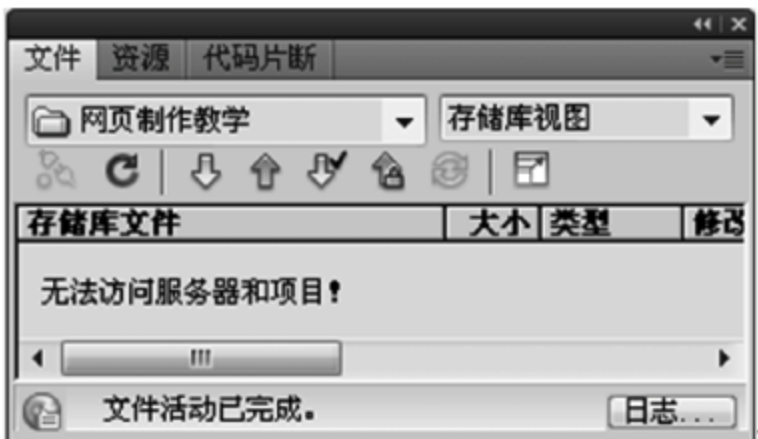 文件 资源 代码片断
网页制作教学 存储库视图
存储库文件 大小 类型 修改
无法访问服务器和项目!
文件活动已完成。 日志...